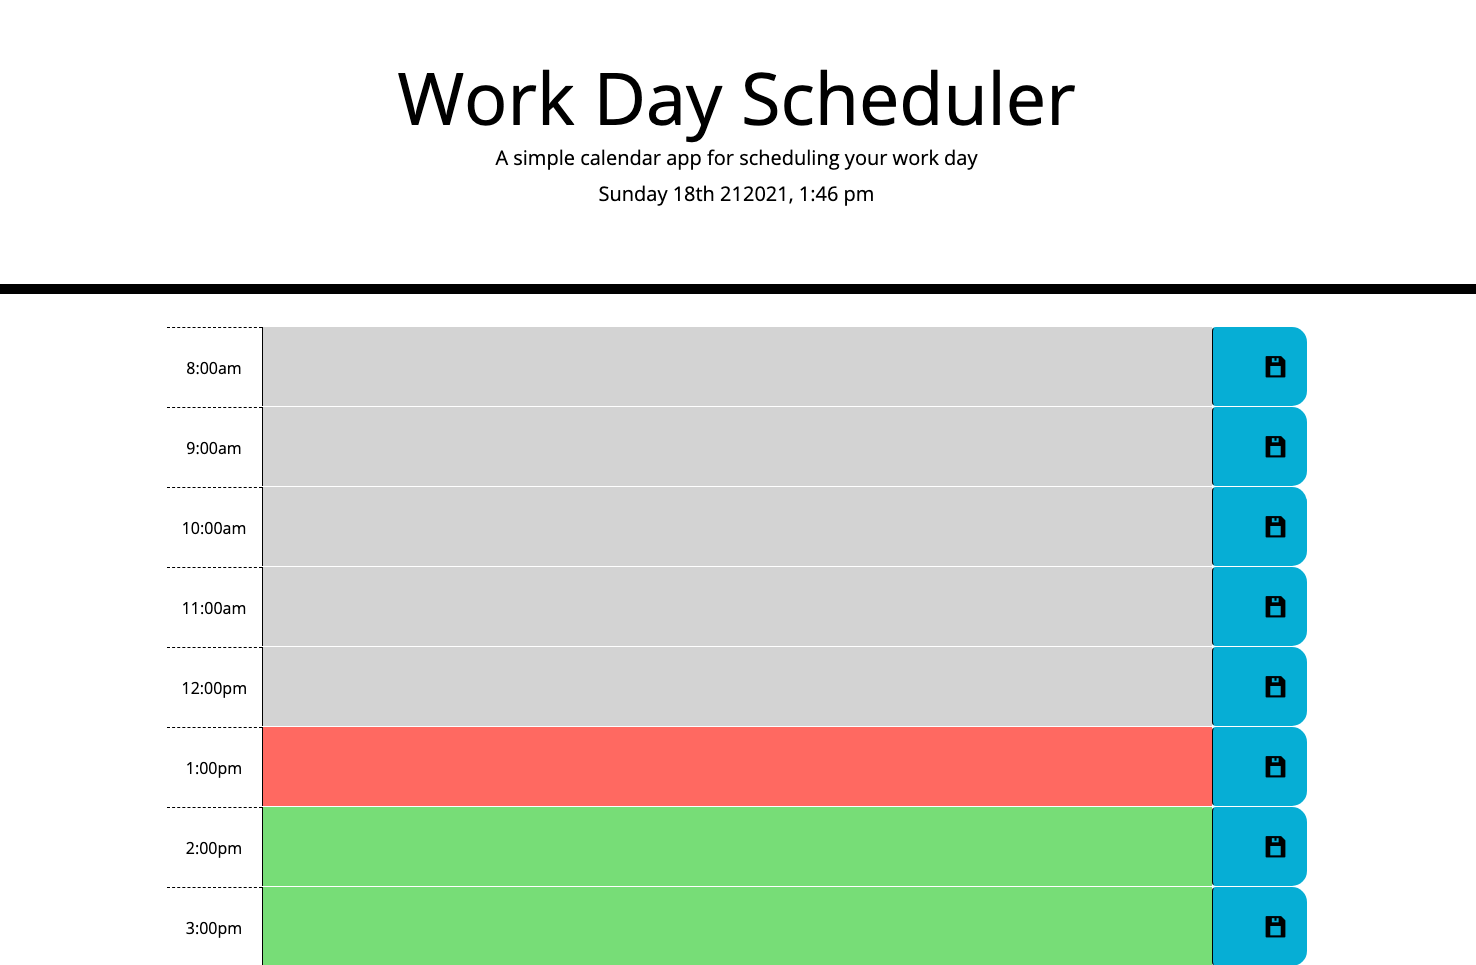 Work Day Scheduler
A simple calendar app for scheduling your work day
Sunday 18th 212021, 1:46 pm
8:00am
9:00am
10:00am
11:00am
12:00pm
1:00pm
2:00pm
3:00pm